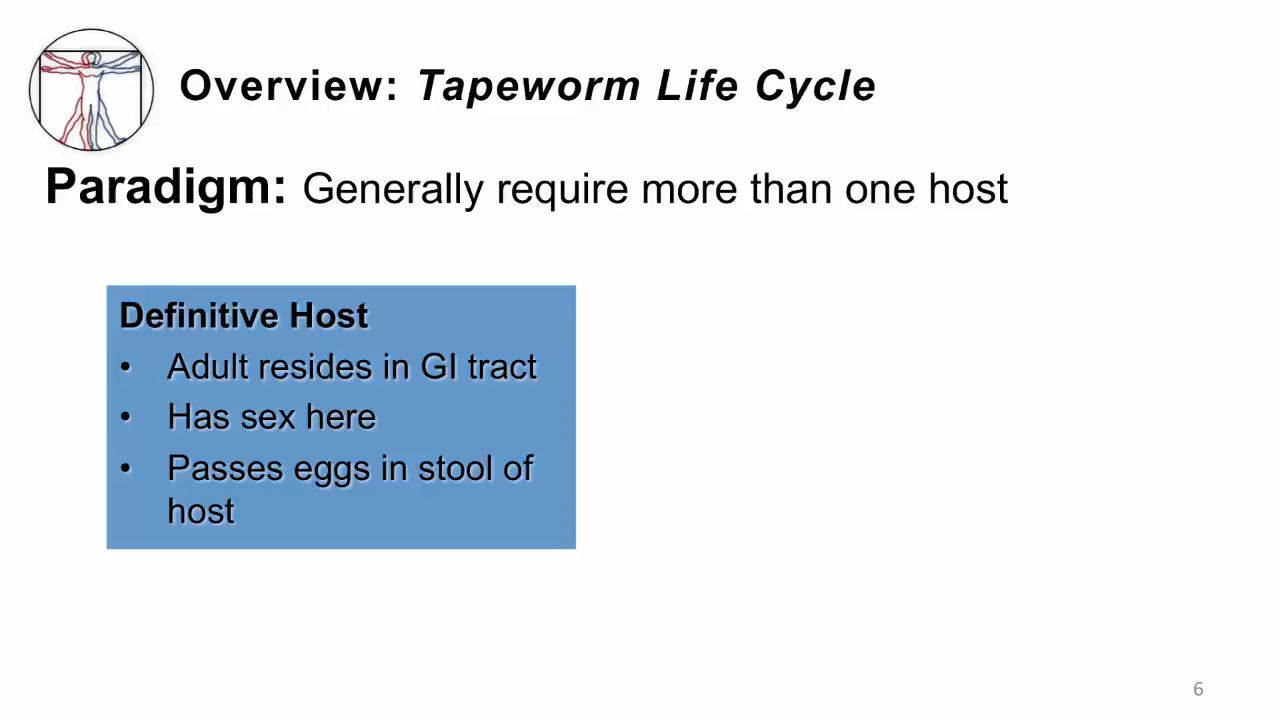 Overview: Tapeworm Life Cycle
Paradigm: Generally require more than one host
Definitive Host
• Adult resides in GI tract
• Has sex here
• Passes eggs in stool of
host
6